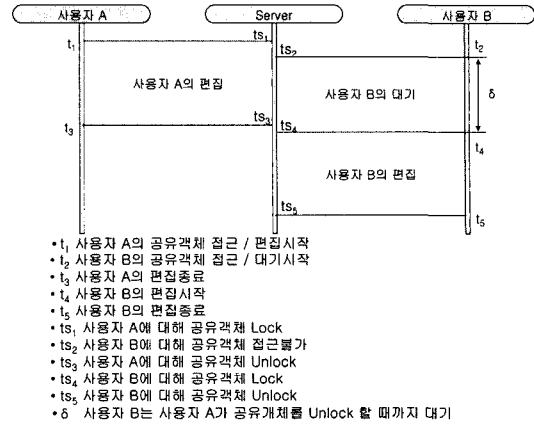 사용자 A
Server
사용자 B
t₁
ts₁
ts₂
t₂
사용자 A의 편집
사용자 B의 대기
δ
t₃
ts₃
ts₄
t₄
사용자 B의 편집
ts₅
t₅
• t₁ 사용자 A의 공유객체 접근 / 편집시작
• t₂ 사용자 B의 공유객체 접근 / 대기시작
• t₃ 사용자 A의 편집종료
• t₄ 사용자 B의 편집시작
• t₅ 사용자 B의 편집종료
• ts₁ 사용자 A에 대해 공유객체 Lock
• ts₂ 사용자 B에 대해 공유객체 접근불가
• ts₃ 사용자 A에 대해 공유객체 Unlock
• ts₄ 사용자 B에 대해 공유객체 Lock
• ts₅ 사용자 B에 대해 공유객체 Unlock
• δ 사용자 B는 사용자 A가 공유개체를 Unlock 할 때까지 대기